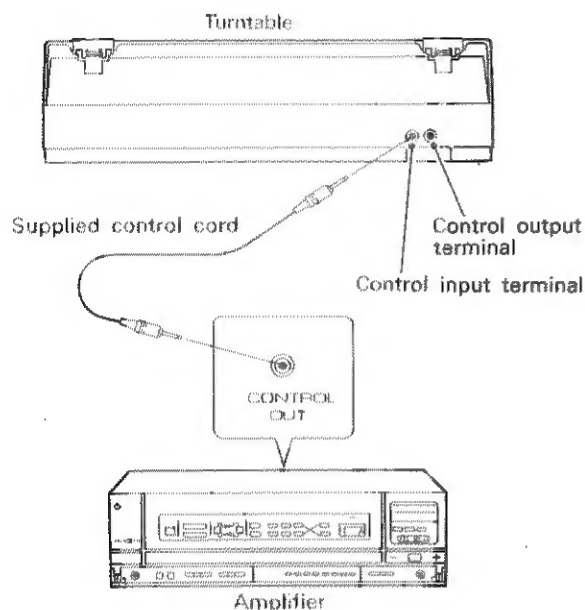 Turntable
Supplied control cord
Control output
terminal
Control input terminal
CONTROL
OUT
Amplifier